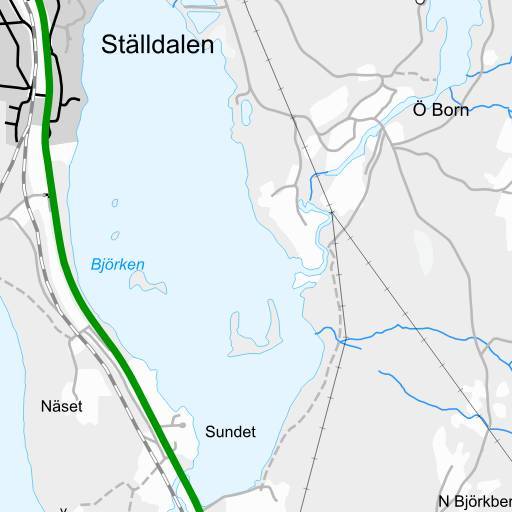 Ställdalen
Ö Born
Björken
Näset
Sundet
N Björkber